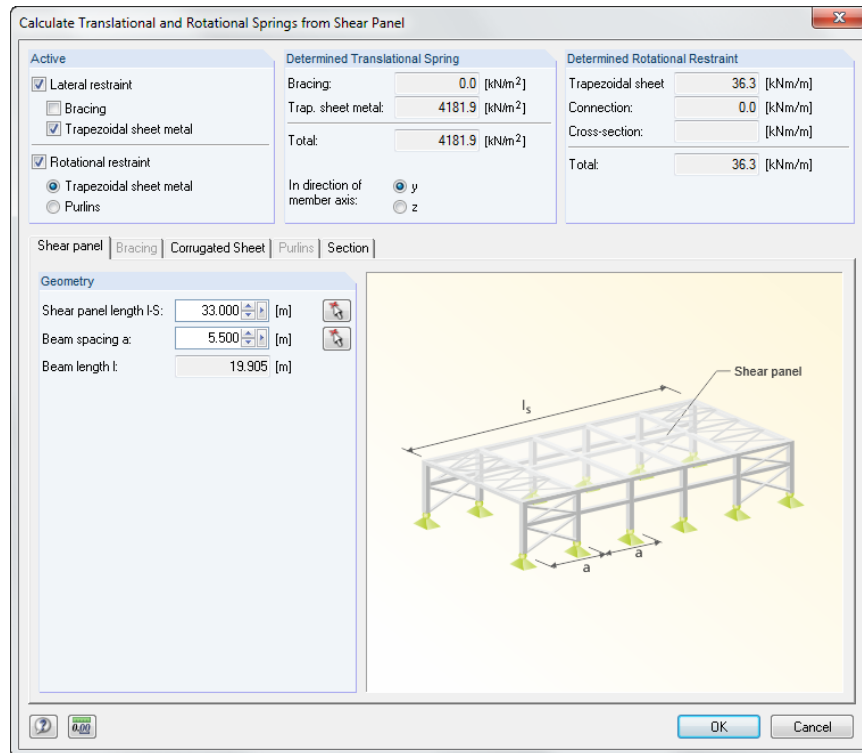 Calculate Translational and Rotational Springs from Shear Panel
Active
Lateral restraint
Bracing
Trapezoidal sheet metal
Rotational restraint
Trapezoidal sheet metal
Purlins
Determined Translational Spring
Bracing: 0.0 [kN/m²]
Trap. sheet metal: 4181.9 [kN/m²]
Total: 4181.9 [kN/m²]
In direction of
member axis:
y
z
Determined Rotational Restraint
Trapezoidal sheet 36.3 [kNm/m]
Connection: 0.0 [kNm/m]
Cross-section: [kNm/m]
Total: 36.3 [kNm/m]
Shear panel Bracing Corrugated Sheet Purlins Section
Geometry
Shear panel length l-S: 33.000 [m]
Beam spacing a: 5.500 [m]
Beam length l: 19.905 [m]
Shear panel
ls
a
a
0.00
OK Cancel